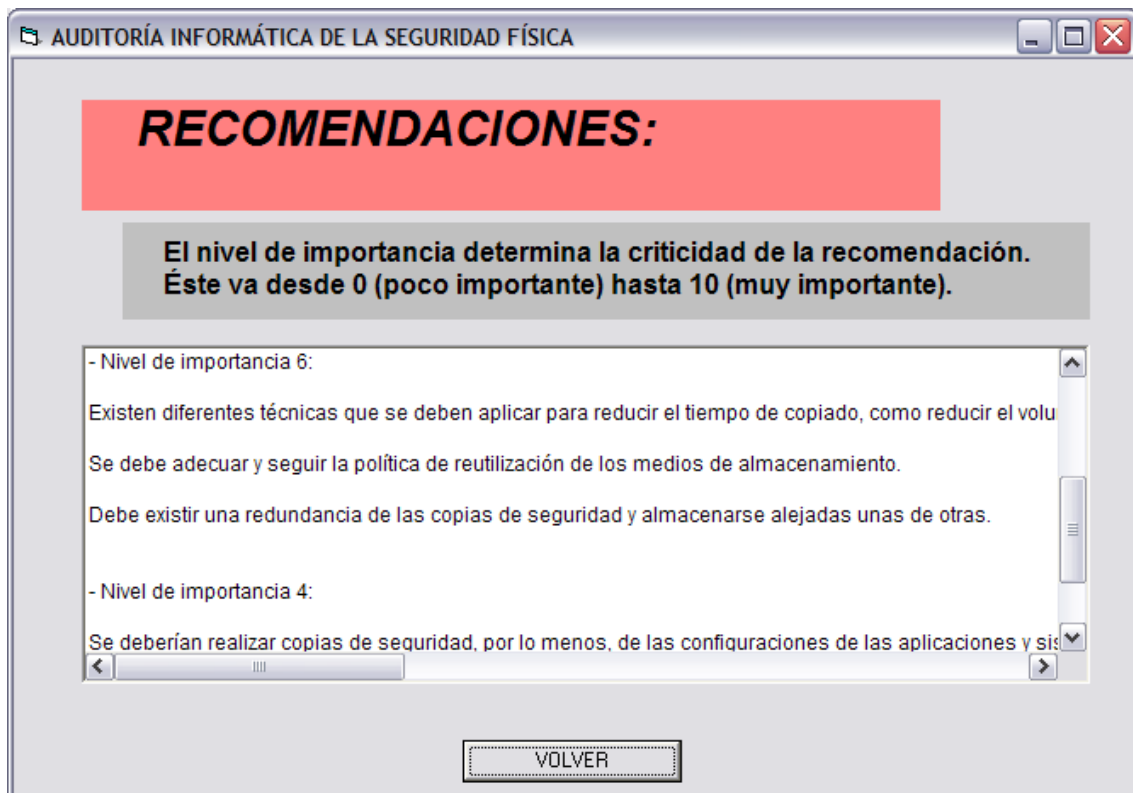 AUDITORÍA INFORMÁTICA DE LA SEGURIDAD FÍSICA
RECOMENDACIONES:
El nivel de importancia determina la criticidad de la recomendación.
Éste va desde 0 (poco importante) hasta 10 (muy importante).
- Nivel de importancia 6:
Existen diferentes técnicas que se deben aplicar para reducir el tiempo de copiado, como reducir el
Se debe adecuar y seguir la política de reutilización de los medios de almacenamiento.
Debe existir una redundancia de las copias de seguridad y almacenarse alejadas unas de otras.
- Nivel de importancia 4:
Se deberían realizar copias de seguridad, por lo menos, de las configuraciones de las aplicaciones y
VOLVER